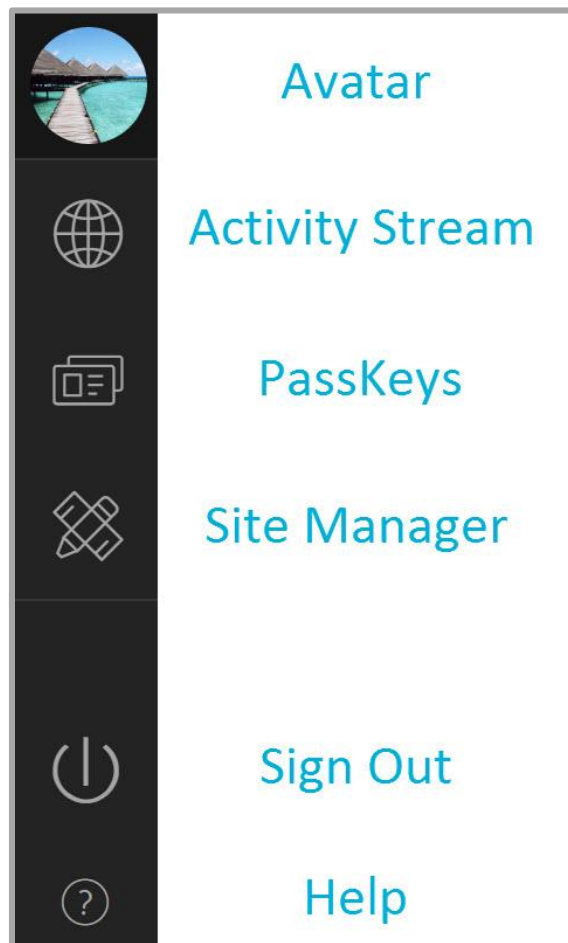 Avatar
Activity Stream
PassKeys
Site Manager
Sign Out
?
Help